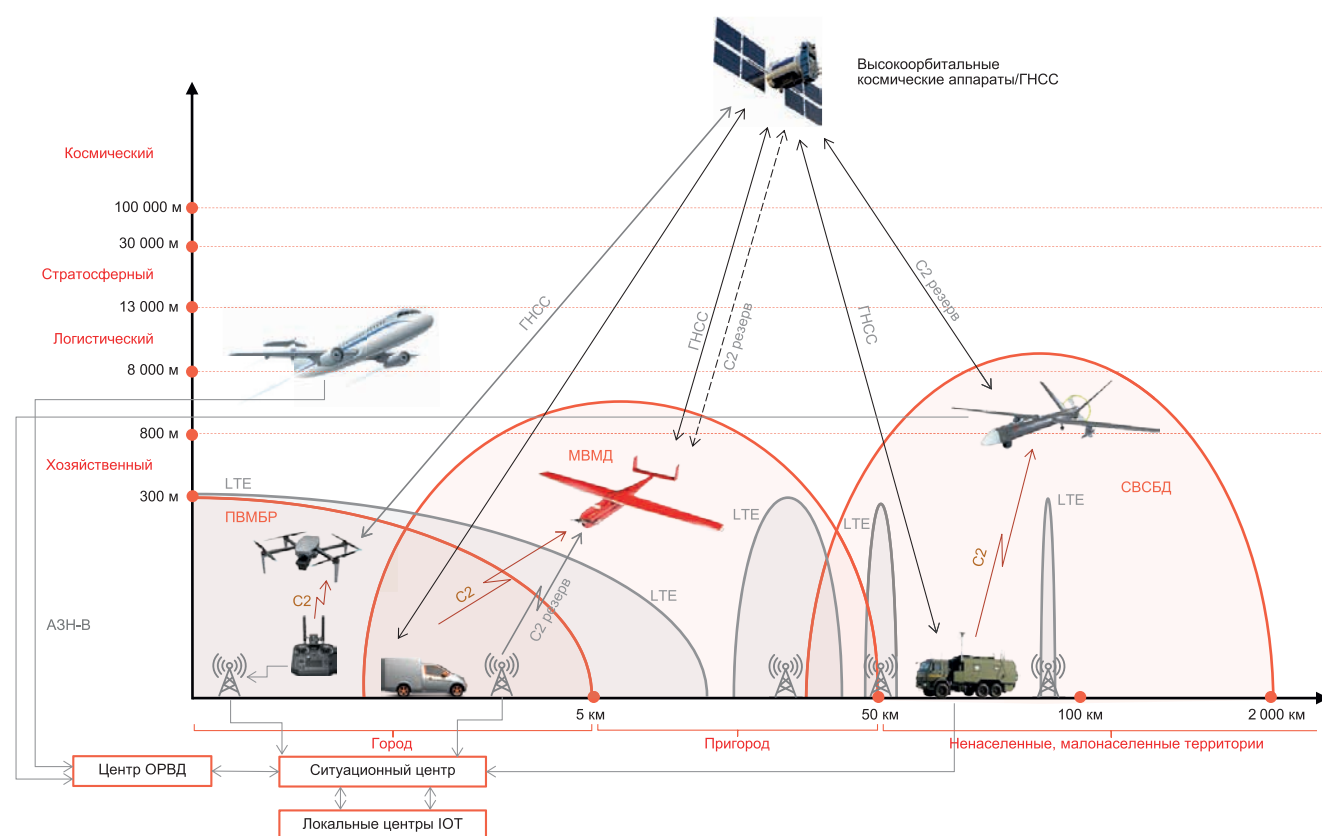 Высокоорбитальные
космические аппараты/ГНСС
Космический
100 000 м
30 000 м
Стратосферный
13 000 м
Логистический
8 000 м
800 м
Хозяйственный
300 м
АЗН-В
ГНСС
ГНСС
С2 резерв
ГНСС
С2 резерв
LTE
ПВМБР
С2
МВМД
С2
С2 резерв
LTE
LTE
LTE
СВСБД
LTE
С2
5 км
50 км
100 км
2 000 км
Город
Пригород
Ненаселенные, малонаселенные территории
Центр ОРВД
Ситуационный центр
Локальные центры IOT